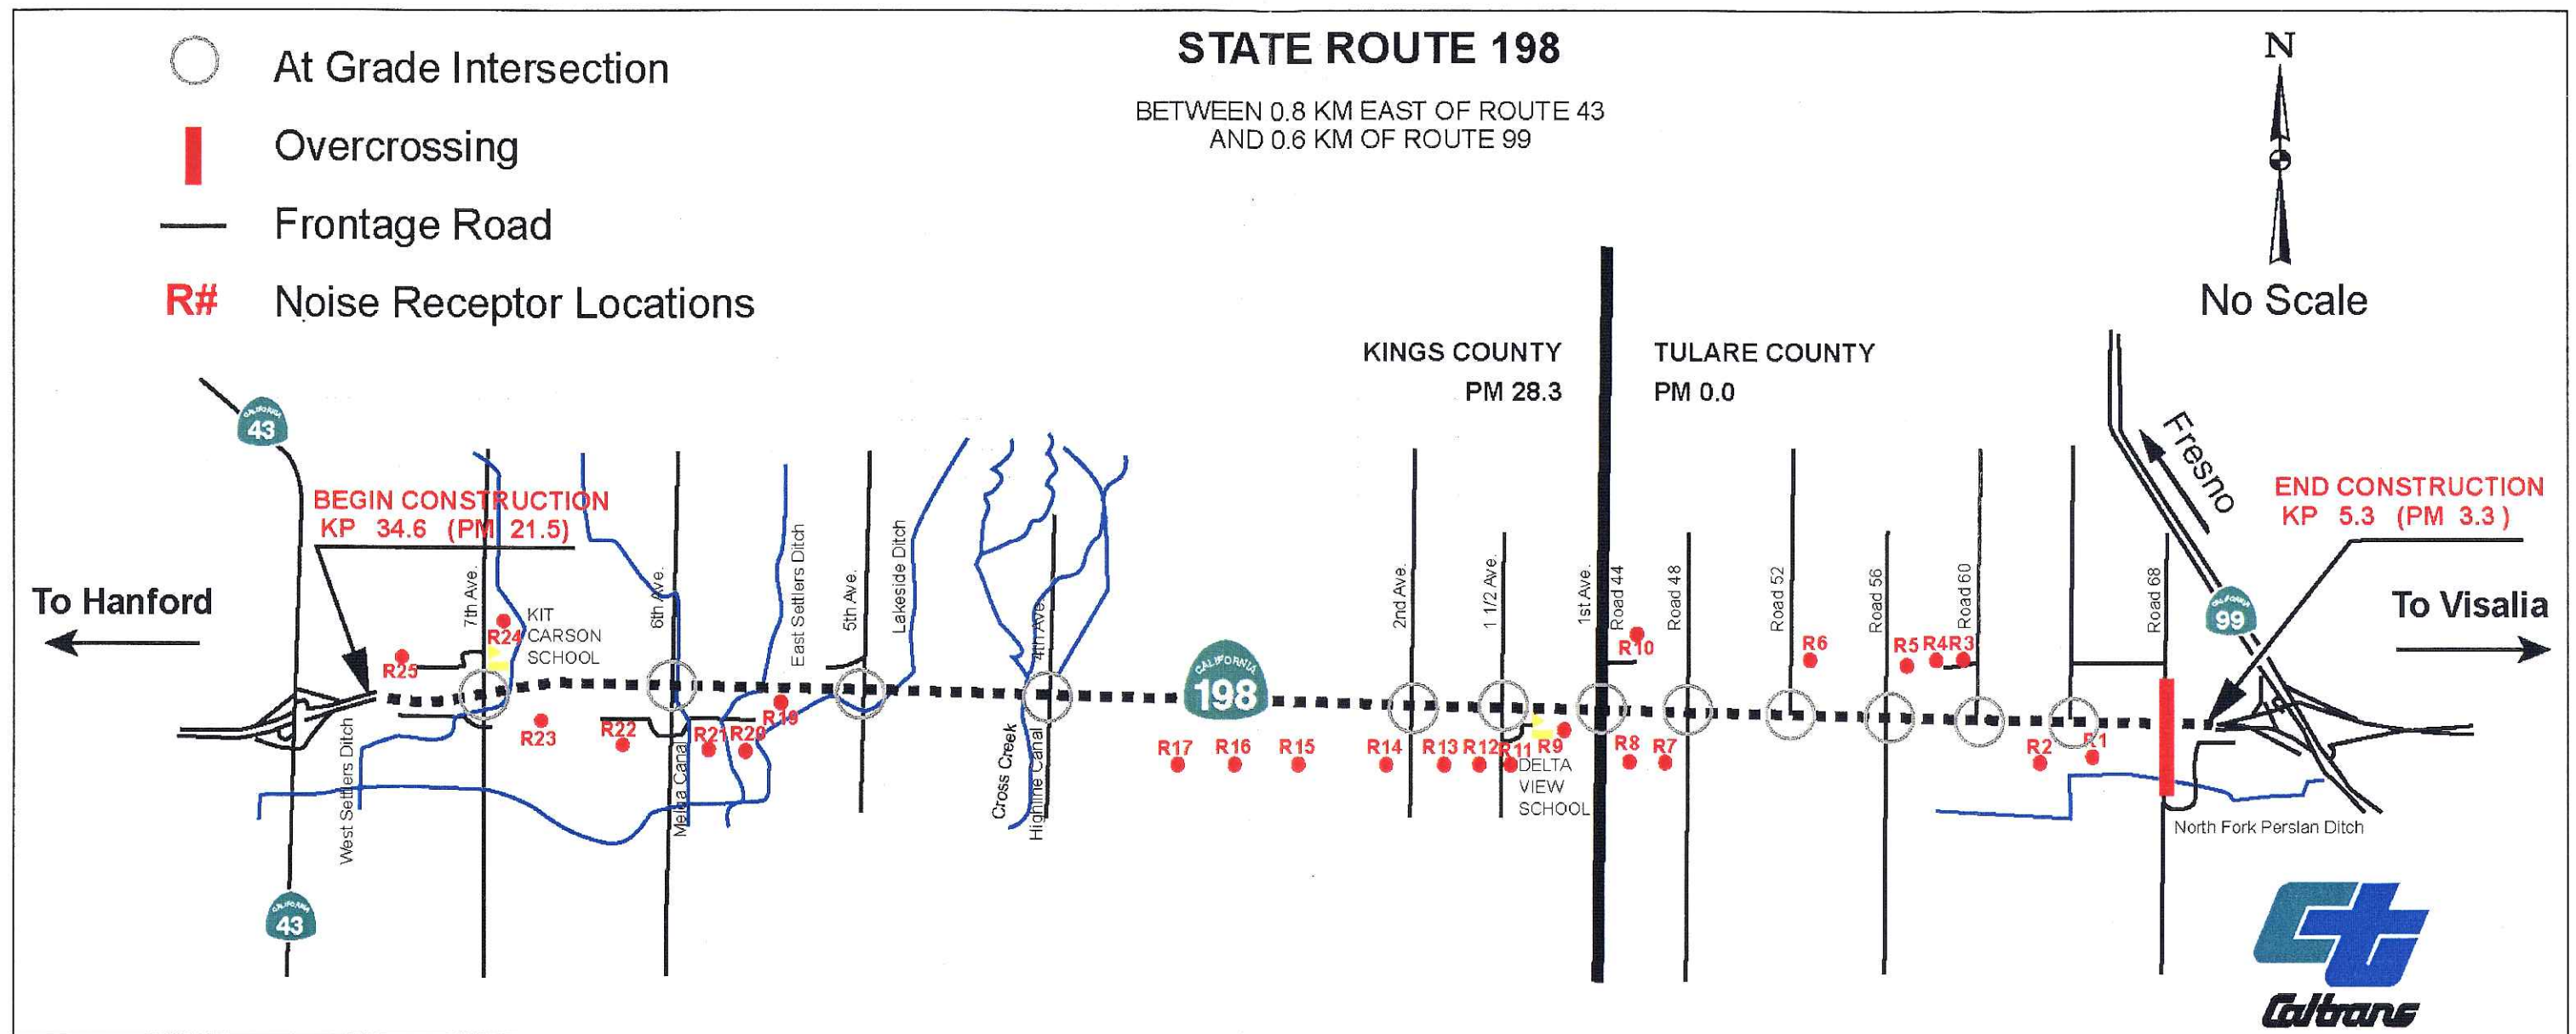 STATE ROUTE 198
BETWEEN 0.8 KM EAST OF ROUTE 43
AND 0.6 KM OF ROUTE 99
At Grade Intersection
Overcrossing
Frontage Road
R# Noise Receptor Locations
N
No Scale
KINGS COUNTY
PM 28.3
TULARE COUNTY
PM 0.0
CALIFORNIA
43
BEGIN CONSTRUCTION
KP 34.6 (PM 21.5)
Fresno
END CONSTRUCTION
KP 5.3 (PM 3.3)
To Hanford
To Visalia
CALIFORNIA
99
7th Ave.
6th Ave.
East Settlers Ditch
5th Ave.
Lakeside Ditch
4th Ave.
2nd Ave.
1 1/2 Ave.
1st Ave.
Road 44
Road 48
Road 52
Road 56
Road 60
Road 68
KIT
CARSON
SCHOOL
R24
R25
R10
R6
R5
R4
R3
CALIFORNIA
198
R23
R22
R21
R20
R19
R17
R16
R15
R14
R13
R12
R11
R9
R8
R7
R2
R1
DELTA
VIEW
SCHOOL
West Settlers Ditch
Melga Canal
Cross Creek
Highline Canal
North Fork Persian Ditch
CALIFORNIA
43
Caltrans